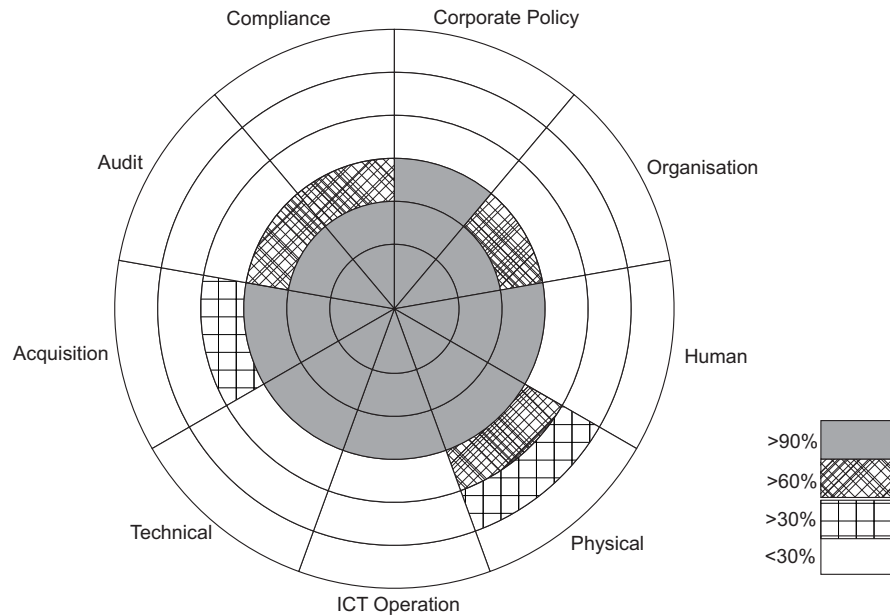 Compliance
Corporate Policy
Audit
Organisation
Acquisition
Human
Technical
Physical
ICT Operation
>90%
>60%
>30%
<30%